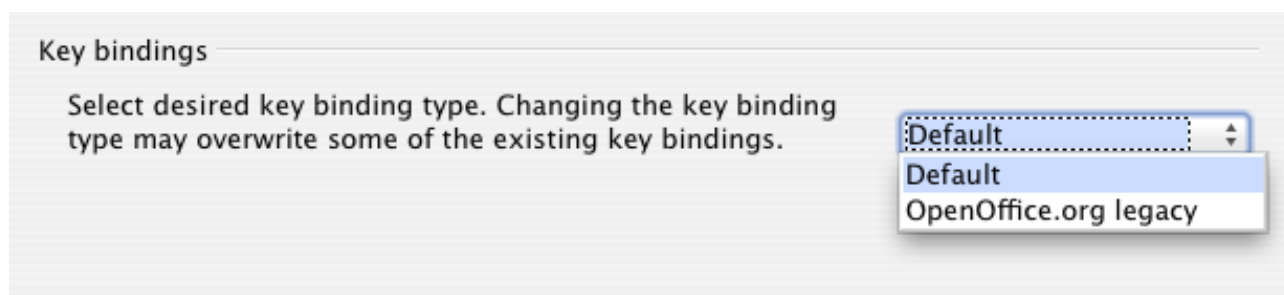 Key bindings
Select desired key binding type. Changing the key binding
type may overwrite some of the existing key bindings.
Default
Default
OpenOffice.org legacy